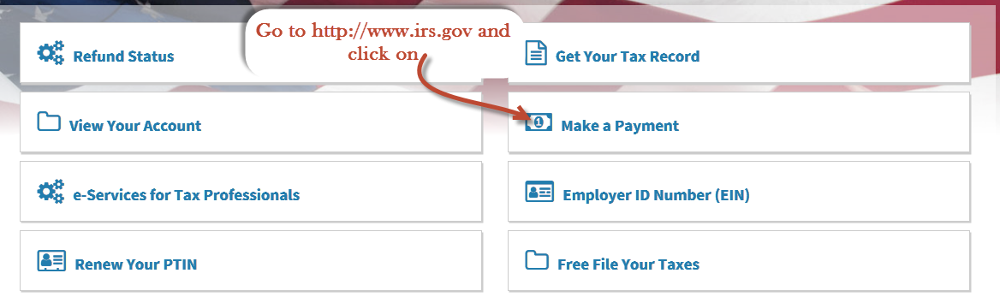 Go to http://www.irs.gov and
click on
Refund Status
Get Your Tax Record
View Your Account
1
Make a Payment
e-Services for Tax Professionals
Employer ID Number (EIN)
Renew Your PTIN
Free File Your Taxes